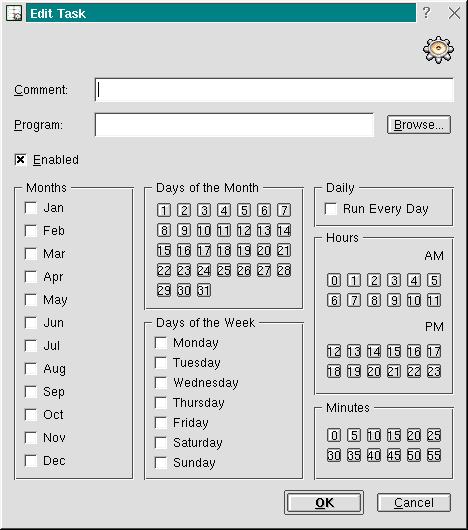 Edit Task
Comment:
Program:
Browse...
Enabled
Months
Jan
Feb
Mar
Apr
May
Jun
Jul
Aug
Sep
Oct
Nov
Dec
Days of the Month
1 2 3 4 5 6 7
8 9 10 11 12 13 14
15 16 17 18 19 20 21
22 23 24 25 26 27 28
29 30 31
Days of the Week
Monday
Tuesday
Wednesday
Thursday
Friday
Saturday
Sunday
Daily
Run Every Day
Hours
AM
0 1 2 3 4 5
6 7 8 9 10 11
PM
12 13 14 15 16 17
18 19 20 21 22 23
Minutes
0 5 10 15 20 25
30 35 40 45 50 55
OK
Cancel